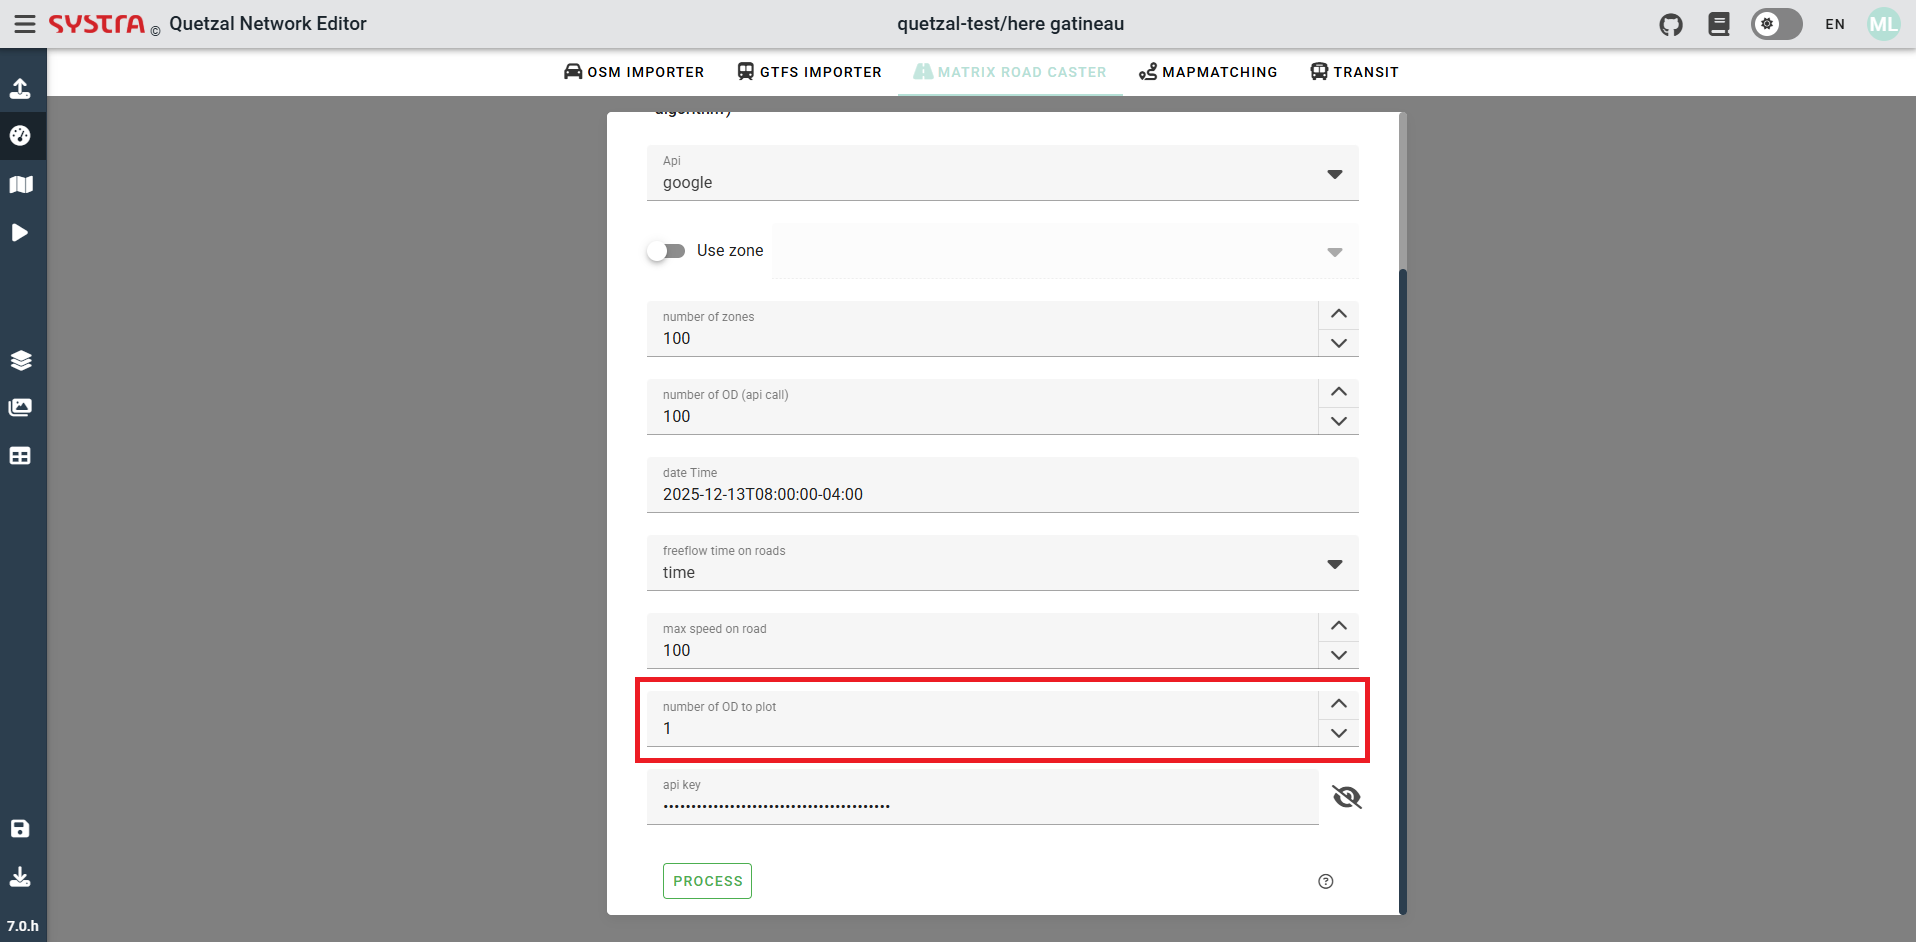 SYSTRA © Quetzal Network Editor
quetzal-test/here gatineau
EN
ML
OSM IMPORTER
GTFS IMPORTER
MATRIX ROAD CASTER
MAPMATCHING
TRANSIT
algorithm)
Api
google
Use zone
number of zones
100
number of OD (api call)
100
date Time
2025-12-13T08:00:00-04:00
freeflow time on roads
time
max speed on road
100
number of OD to plot
1
api key
PROCESS
7.0.h